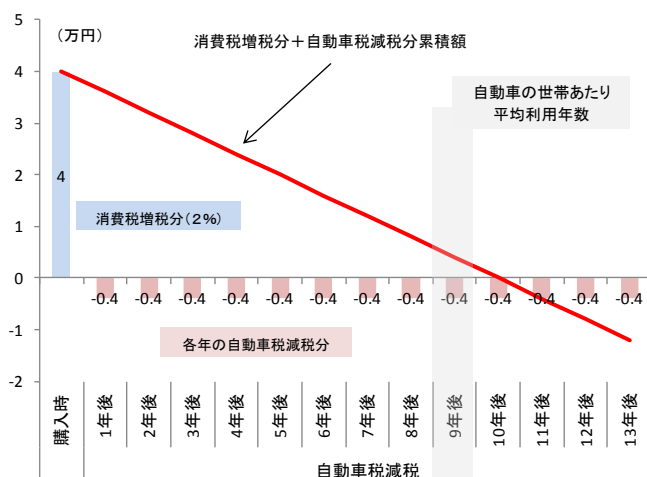 （万円）
消費税増税分＋自動車税減税分累積額
自動車の世帯あたり
平均利用年数
5
4
3
2
1
0
-1
-2
4
消費税増税分（２％）
-0.4 -0.4 -0.4 -0.4 -0.4 -0.4 -0.4 -0.4 -0.4 -0.4 -0.4 -0.4 -0.4
各年の自動車税減税分
購入時 1年後 2年後 3年後 4年後 5年後 6年後 7年後 8年後 9年後 10年後 11年後 12年後 13年後
自動車税減税